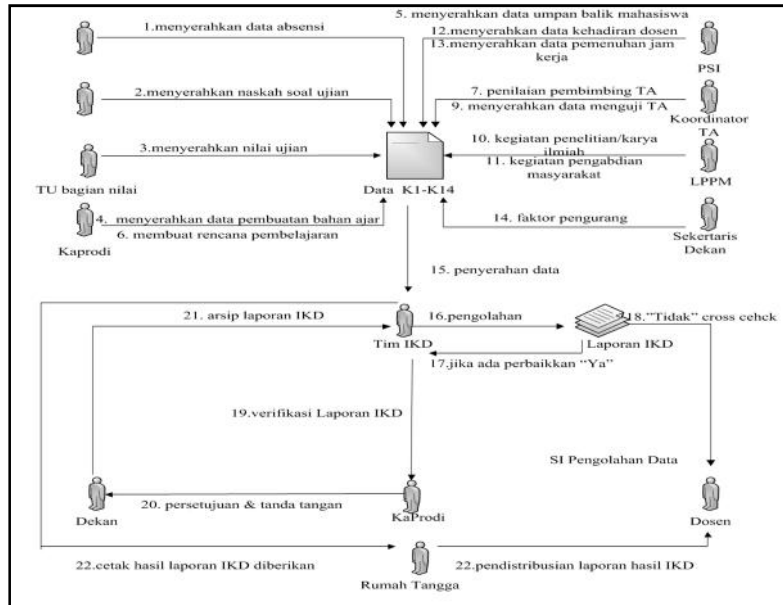 1.menyerahkan data absensi
5. menyerahkan data umpan balik mahasiswa
12.menyerahkan data kehadiran dosen
13.menyerahkan data pemenuhan jam
kerja
PSI
2.menyerahkan naskah soal ujian
7. penilaian pembimbing TA
9. menyerahkan data menguji TA
Koordinator
TA
3.menyerahkan nilai ujian
TU bagian nilai
10. kegiatan penelitian/karya
ilmiah
11. kegiatan pengabdian
masyarakat
LPPM
Data K1-K14
4. menyerahkan data pembuatan bahan ajar
6. membuat rencana pembelajaran
Kaprodi
14. faktor pengurang
Sekertaris
Dekan
15. penyerahan data
21. arsip laporan IKD
16.pengolahan
18."Tidak" cross cehck
Tim IKD
Laporan IKD
17.jika ada perbaikkan “Ya”
19.verifikasi Laporan IKD
SI Pengolahan Data
20. persetujuan & tanda tangan
Dekan
KaProdi
Dosen
22.cetak hasil laporan IKD diberikan
22.pendistribusian laporan hasil IKD
Rumah Tangga